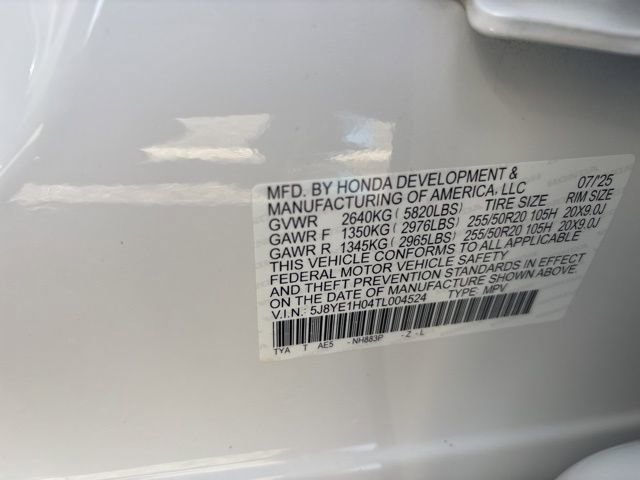 MFD. BY HONDA DEVELOPMENT & 07/'25
MANUFACTURING OF AMERICA, LLC
TIRE SIZE RIM SIZE
GVWR 2640KG ( 5820LBS)
GAWR F 1350KG ( 2976LBS) 255/50R20 105H 20X9.0J
GAWR R 1345KG ( 2965LBS) 255/50R20 105H 20X9.0J
THIS VEHICLE CONFORMS TO ALL APPLICABLE
FEDERAL MOTOR VEHICLE SAFETY
AND THEFT PREVENTION STANDARDS IN EFFECT
ON THE DATE OF MANUFACTURE SHOWN ABOVE.
V.I.N.: 5J8YE1H04TL004524 TYPE: MPV
TYA T AE5 - NH883P - Z - L